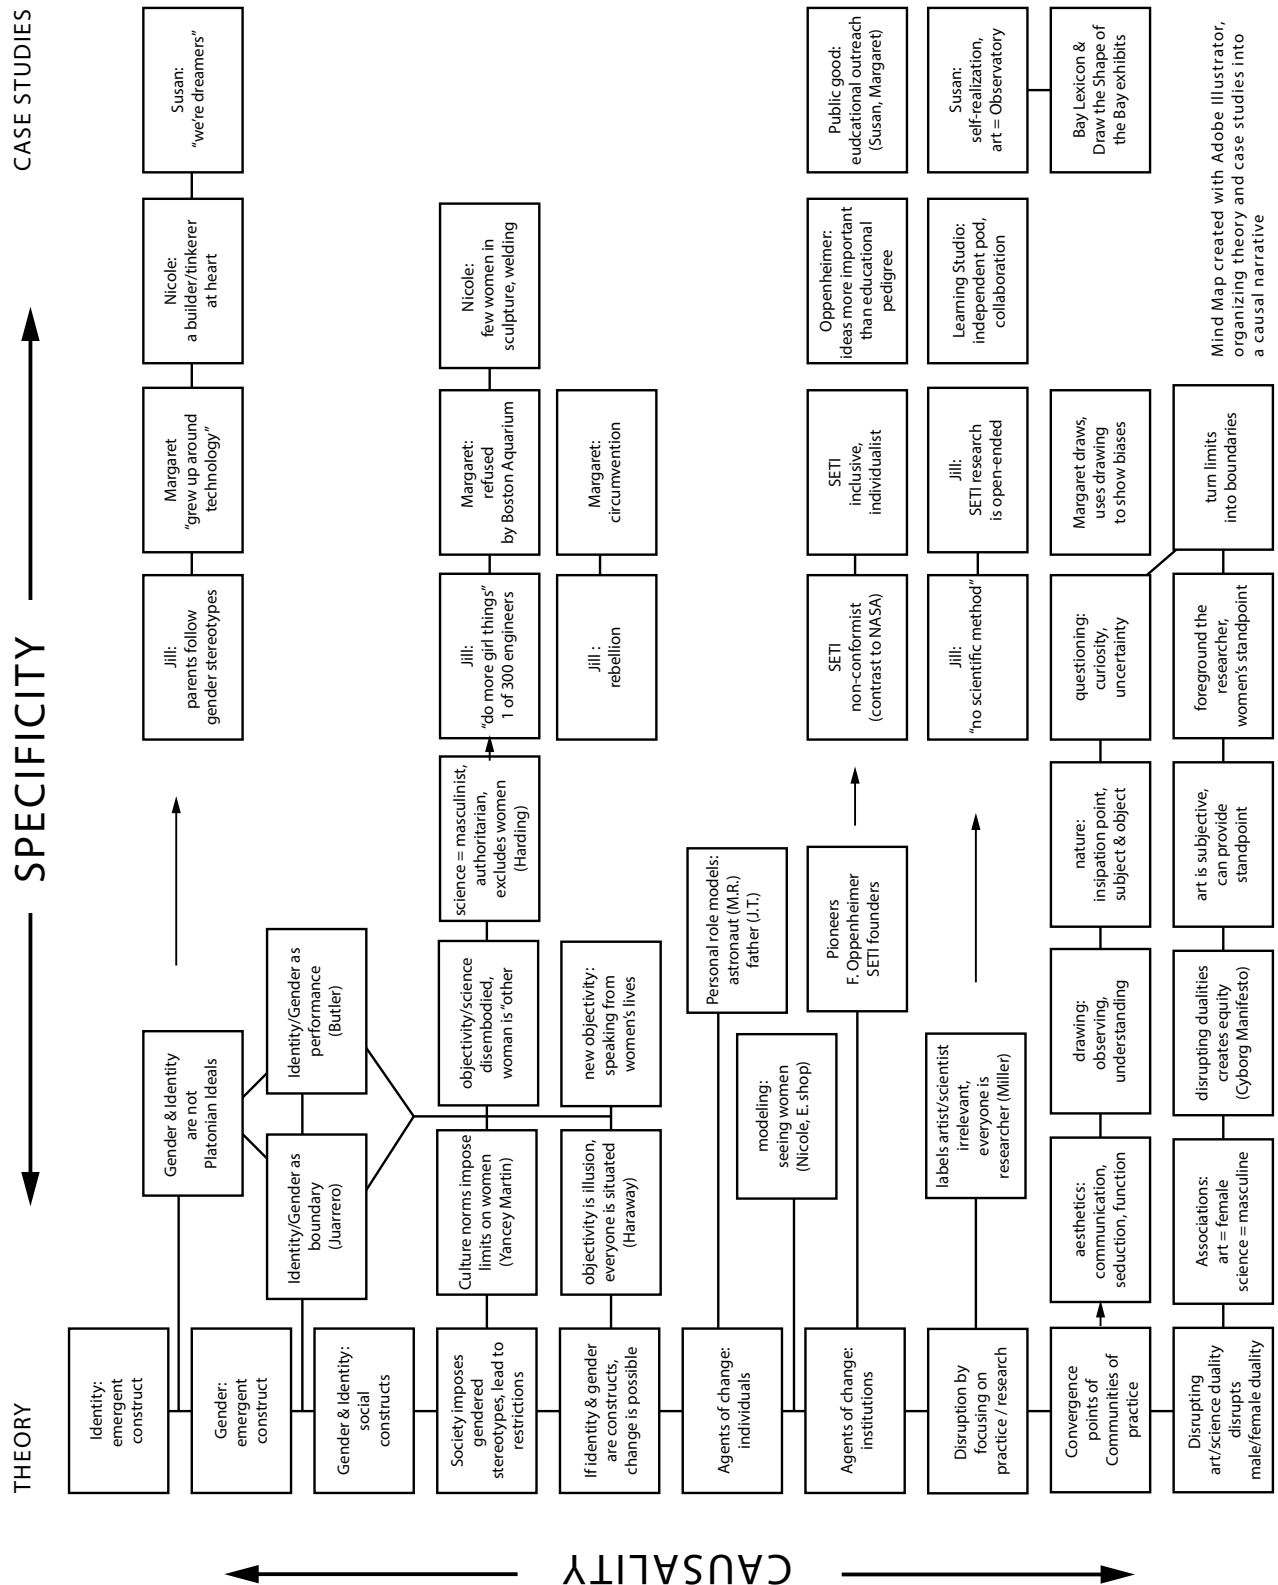 THEORY
SPECIFICITY
CASE STUDIES
CAUSALITY
Identity:
emergent
construct
Gender:
emergent
construct
Gender & Identity:
social
constructs
Society imposes
gendered
stereotypes, lead to
restrictions
If identity & gender
are constructs,
change is possible
Agents of change:
individuals
Agents of change:
institutions
Disruption by
focusing on
practice / research
Convergence
points of
Communities of
practice
Disrupting
art/science duality
disrupts
male/female duality
Gender & Identity
are not
Platonian Ideals
Identity/Gender as
boundary
(Juarrero)
Identity/Gender as
performance
(Butler)
Jill:
parents follow
gender stereotypes
Margaret
“grew up around
technology”
Nicole:
a builder/tinkerer
at heart
Susan:
“we’re dreamers”
Culture norms impose
limits on women
(Yancey Martin)
objectivity/science
disembodied,
woman is “other
science = masculinist,
authoritarian,
excludes women
(Harding)
Jill:
“do more girl things”
1 of 300 engineers
Margaret:
refused
by Boston Aquarium
Nicole:
few women in
sculpture, welding
objectivity is illusion,
everyone is situated
(Haraway)
new objectivity:
speaking from
women’s lives
Jill :
rebellion
Margaret:
circumvention
Personal role models:
astronaut (M.R.)
father (J.T.)
modeling:
seeing women
(Nicole, E. shop)
Pioneers
F. Oppenheimer
SETI founders
SETI
non-conformist
(contrast to NASA)
SETI
inclusive,
individualist
Oppenheimer:
ideas more important
than educational
pedigree
Public good:
eudcational outreach
(Susan, Margaret)
labels artist/scientist
irrelevant,
everyone is
researcher (Miller)
Jill:
“no scientific method”
Jill:
SETI research
is open-ended
Learning Studio:
independent pod,
collaboration
Susan:
self-realization,
art = Observatory
aesthetics:
communication,
seduction, function
drawing:
observing,
understanding
nature:
insipation point,
subject & object
questioning:
curiosity,
uncertainty
Margaret draws,
uses drawing
to show biases
Bay Lexicon &
Draw the Shape of
the Bay exhibits
Associations:
art = female
science = masculine
disrupting dualities
creates equity
(Cyborg Manifesto)
art is subjective,
can provide
standpoint
foreground the
researcher,
women’s standpoint
turn limits
into boundaries
Mind Map created with Adobe Illustrator,
organizing theory and case studies into
a causal narrative